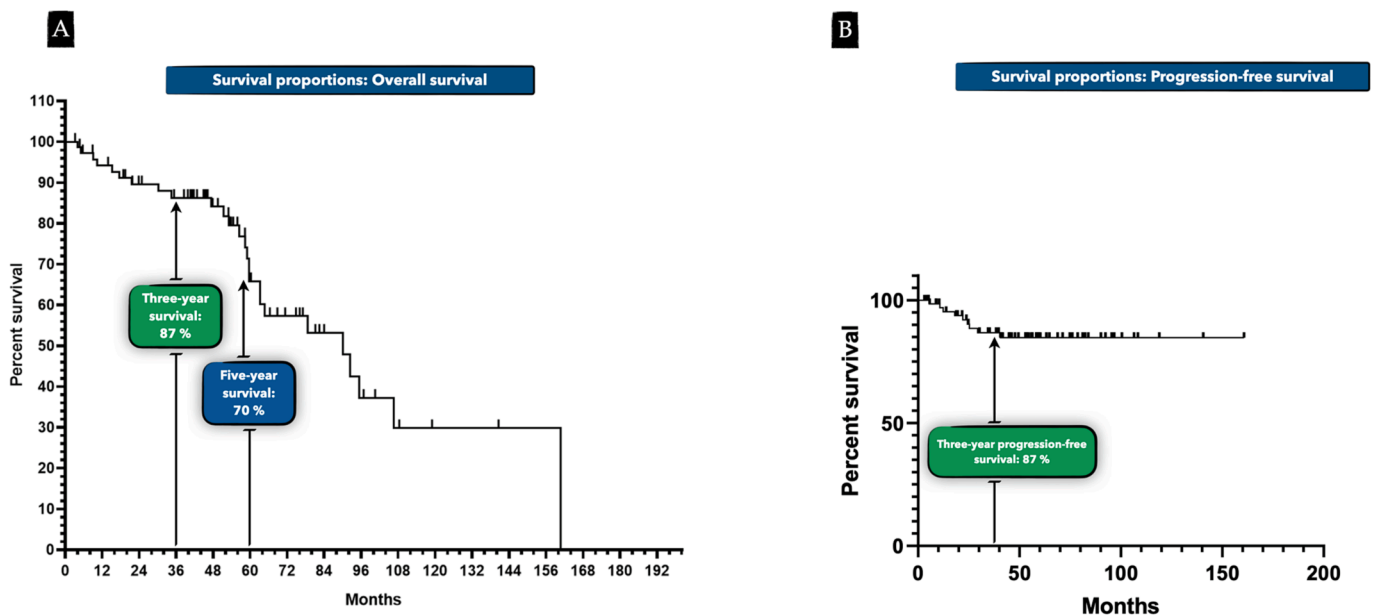 A
Survival proportions: Overall survival
110
100
90
80
70
60
50
40
30
20
10
0
Percent survival
Three-year
survival:
87 %
Five-year
survival:
70 %
0 12 24 36 48 60 72 84 96 108 120 132 144 156 168 180 192
Months
B
Survival proportions: Progression-free survival
100
50
0
Percent survival
Three-year progression-free
survival: 87 %
0 50 100 150 200
Months